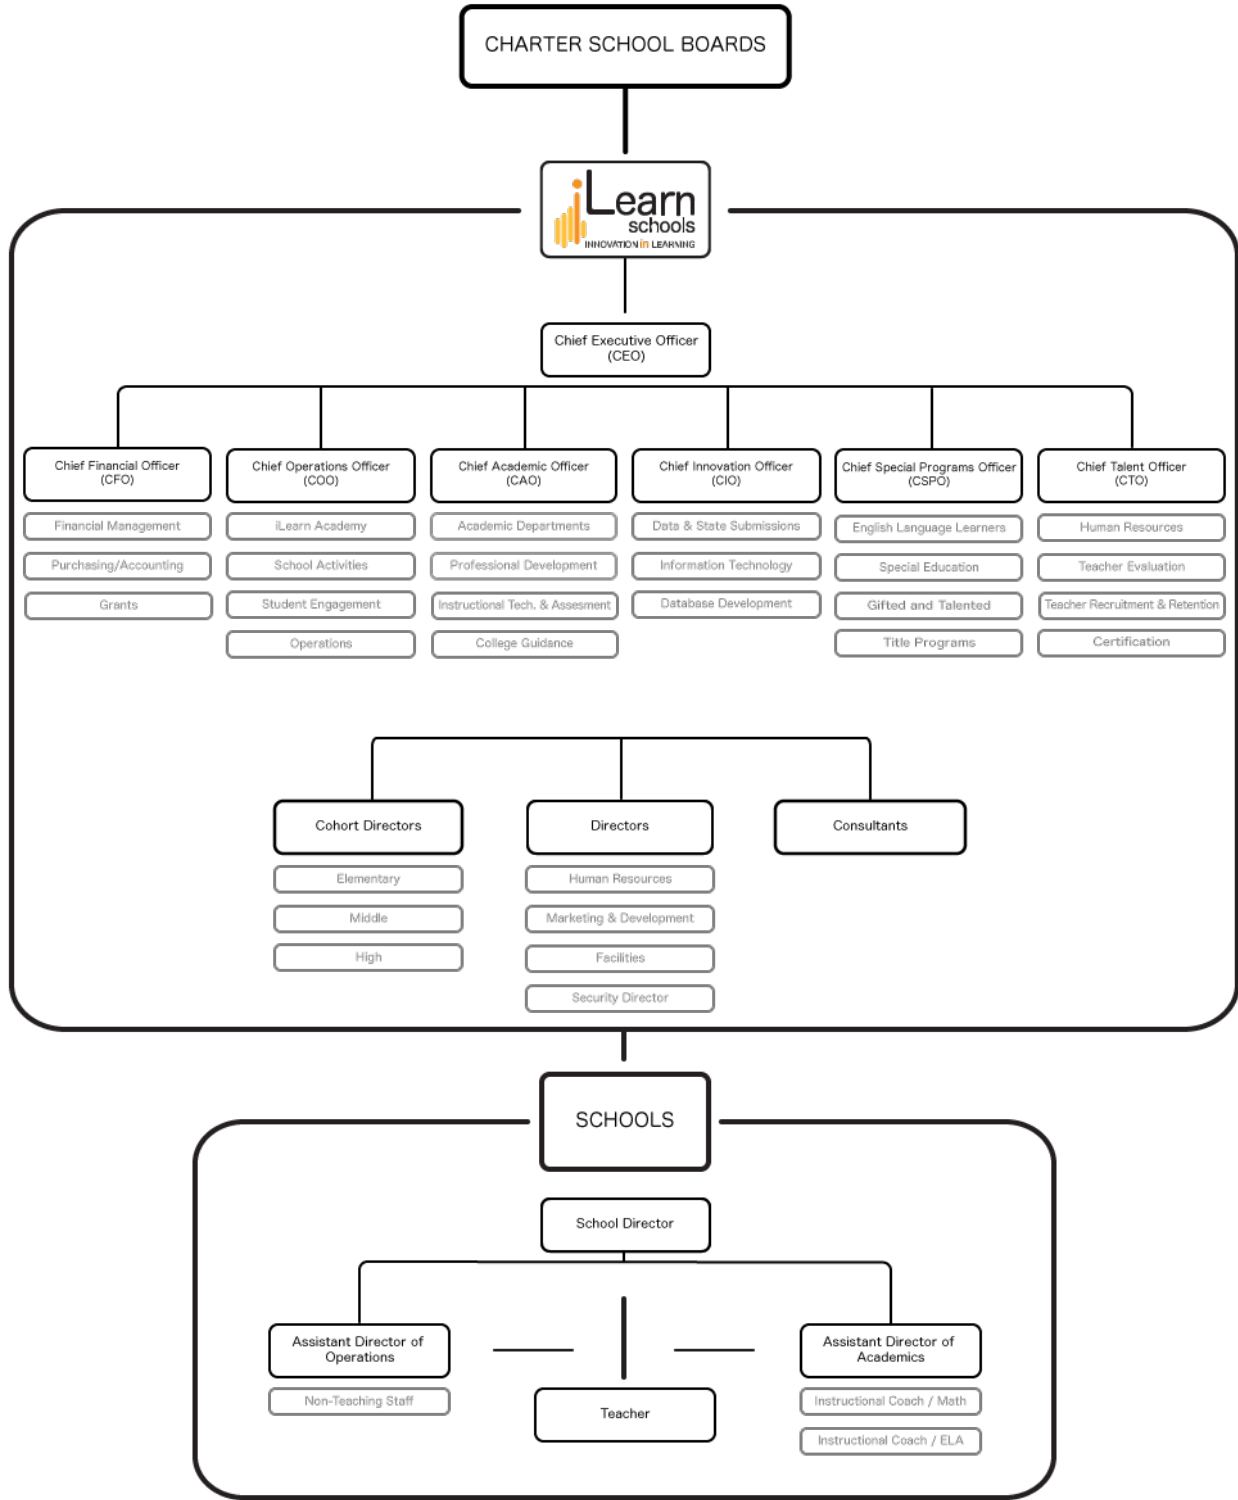 CHARTER SCHOOL BOARDS
iLearn
schools
INNOVATION in LEARNING
Chief Executive Officer
(CEO)
Chief Financial Officer
(CFO)
Financial Management
Purchasing/Accounting
Grants
Chief Operations Officer
(COO)
iLearn Academy
School Activities
Student Engagement
Operations
Chief Academic Officer
(CAO)
Academic Departments
Professional Development
Instructional Tech. & Assesment
College Guidance
Chief Innovation Officer
(CIO)
Data & State Submissions
Information Technology
Database Development
Chief Special Programs Officer
(CSPO)
English Language Learners
Special Education
Gifted and Talented
Title Programs
Chief Talent Officer
(CTO)
Human Resources
Teacher Evaluation
Teacher Recruitment & Retention
Certification
Cohort Directors
Elementary
Middle
High
Directors
Human Resources
Marketing & Development
Facilities
Security Director
Consultants
SCHOOLS
School Director
Assistant Director of
Operations
Non-Teaching Staff
Teacher
Assistant Director of
Academics
Instructional Coach / Math
Instructional Coach / ELA